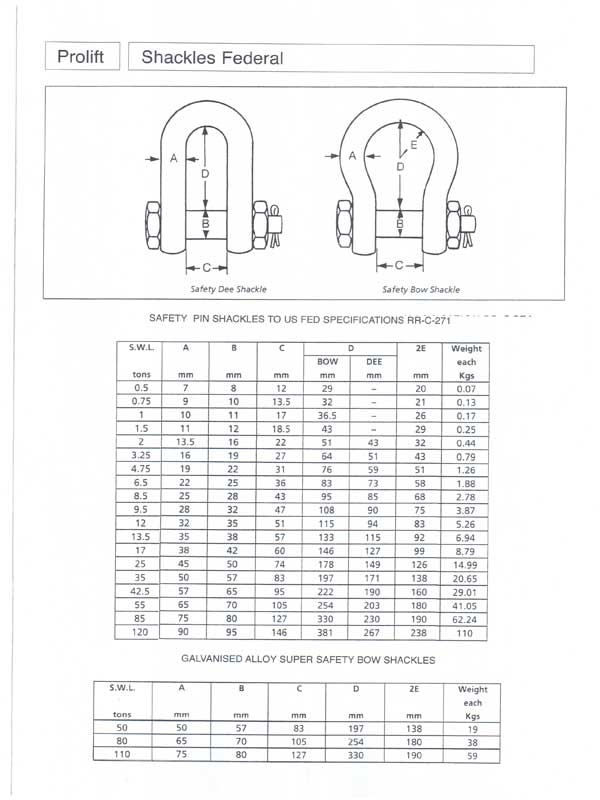 Prolift
Shackles Federal
A
D
B
C
A
E
D
B
C
Safety Dee Shackle
Safety Bow Shackle
SAFETY PIN SHACKLES TO US FED SPECIFICATIONS RR-C-271
S.W.L. A B C D 2E Weight
BOW DEE each
tons mm mm mm mm mm mm Kgs
0.5 7 8 12 29 – 20 0.07
0.75 9 10 13.5 32 – 21 0.13
1 10 11 17 36.5 – 26 0.17
1.5 11 12 18.5 43 – 29 0.25
2 13.5 16 22 51 43 32 0.44
3.25 16 19 27 64 51 43 0.79
4.75 19 22 31 76 59 51 1.26
6.5 22 25 36 83 73 58 1.88
8.5 25 28 43 95 85 68 2.78
9.5 28 32 47 108 90 75 3.87
12 32 35 51 115 94 83 5.26
13.5 35 38 57 133 115 92 6.94
17 38 42 60 146 127 99 8.79
25 45 50 74 178 149 126 14.99
35 50 57 83 197 171 138 20.65
42.5 57 65 95 222 190 160 29.01
55 65 70 105 254 203 180 41.05
85 75 80 127 330 230 190 62.24
120 90 95 146 381 267 238 110
GALVANISED ALLOY SUPER SAFETY BOW SHACKLES
S.W.L. A B C D 2E Weight
each
tons mm mm mm mm mm Kgs
50 50 57 83 197 138 19
80 65 70 105 254 180 38
110 75 80 127 330 190 59